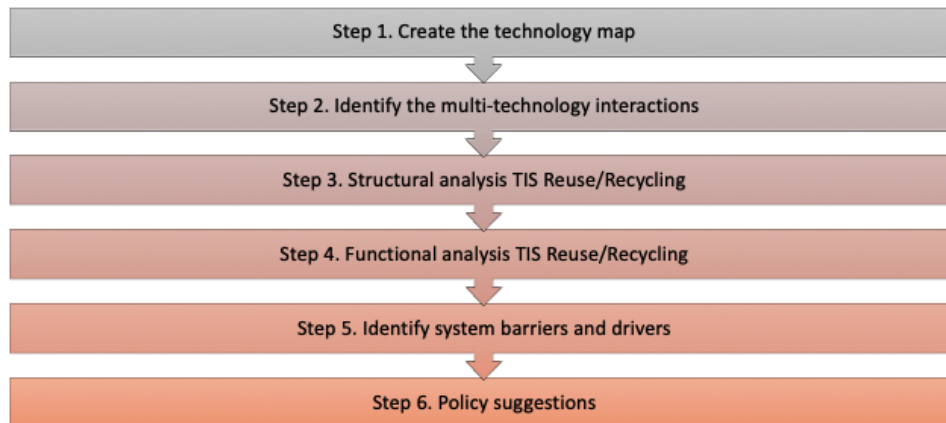 Step 1. Create the technology map
Step 2. Identify the multi-technology interactions
Step 3. Structural analysis TIS Reuse/Recycling
Step 4. Functional analysis TIS Reuse/Recycling
Step 5. Identify system barriers and drivers
Step 6. Policy suggestions